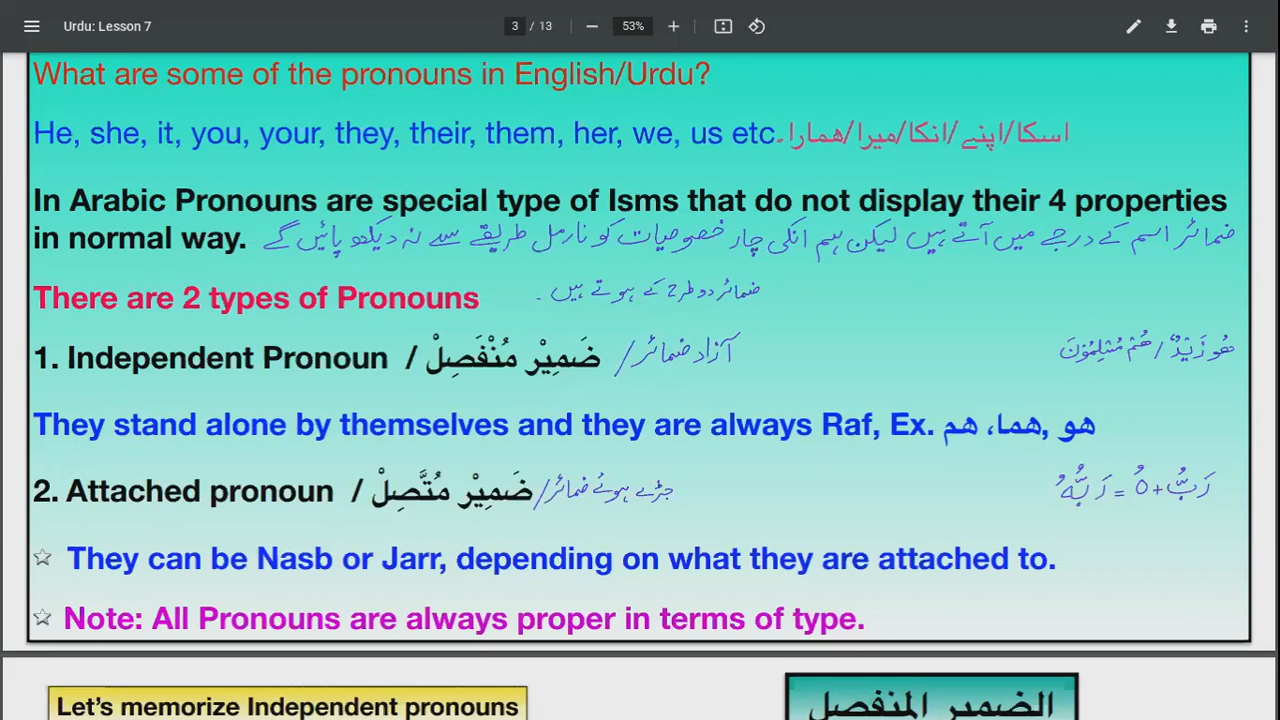 Urdu: Lesson 7
3 / 13
53%
What are some of the pronouns in English/Urdu?
He, she, it, you, your, they, their, them, her, we, us etc. اسکا/اپنے/انکا/میرا/ھمارا۔
In Arabic Pronouns are special type of Isms that do not display their 4 properties
in normal way. ضمائر اسم کے درجے میں آتے ہیں لیکن ہم انکی چار خصوصیات کو نارمل طریقے سے نہ دیکھ پائیں گے
There are 2 types of Pronouns ضمائر دو طرح کے ہوتے ہیں .
1. Independent Pronoun / ضَمِيْر مُنْفَصِلْ / آزاد ضمائر هُو زَيْدٌ / هُمْ مُسْلِمُوْنَ
They stand alone by themselves and they are always Raf, Ex. هو ,هما، هم
2. Attached pronoun / ضَمِيْر مُتَّصِلْ / جڑے ہوئے ضمائر رَبُّ + هُ = رَبُّهُ
☆ They can be Nasb or Jarr, depending on what they are attached to.
☆ Note: All Pronouns are always proper in terms of type.
Let's memorize Independent pronouns
الضمير المنفصل